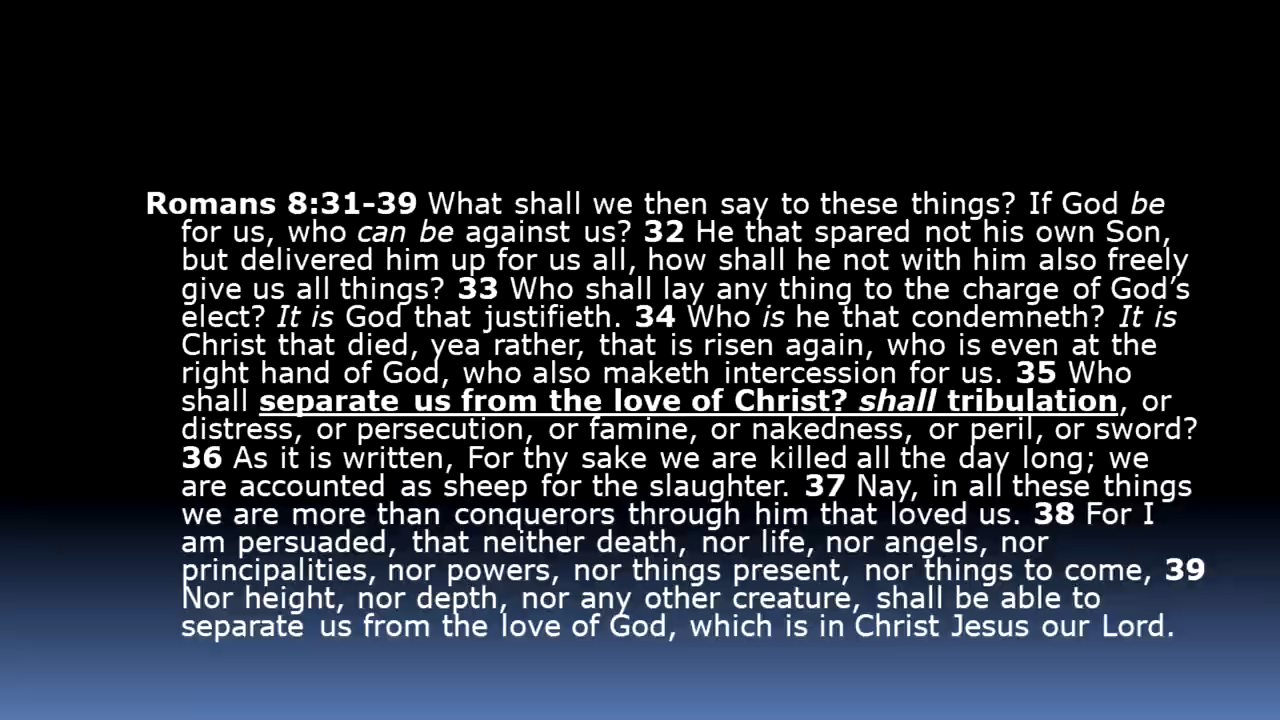 Romans 8:31-39 What shall we then say to these things? If God be
for us, who can be against us? 32 He that spared not his own Son,
but delivered him up for us all, how shall he not with him also freely
give us all things? 33 Who shall lay any thing to the charge of God’s
elect? It is God that justifieth. 34 Who is he that condemneth? It is
Christ that died, yea rather, that is risen again, who is even at the
right hand of God, who also maketh intercession for us. 35 Who
shall separate us from the love of Christ? shall tribulation, or
distress, or persecution, or famine, or nakedness, or peril, or sword?
36 As it is written, For thy sake we are killed all the day long; we
are accounted as sheep for the slaughter. 37 Nay, in all these things
we are more than conquerors through him that loved us. 38 For I
am persuaded, that neither death, nor life, nor angels, nor
principalities, nor powers, nor things present, nor things to come, 39
Nor height, nor depth, nor any other creature, shall be able to
separate us from the love of God, which is in Christ Jesus our Lord.